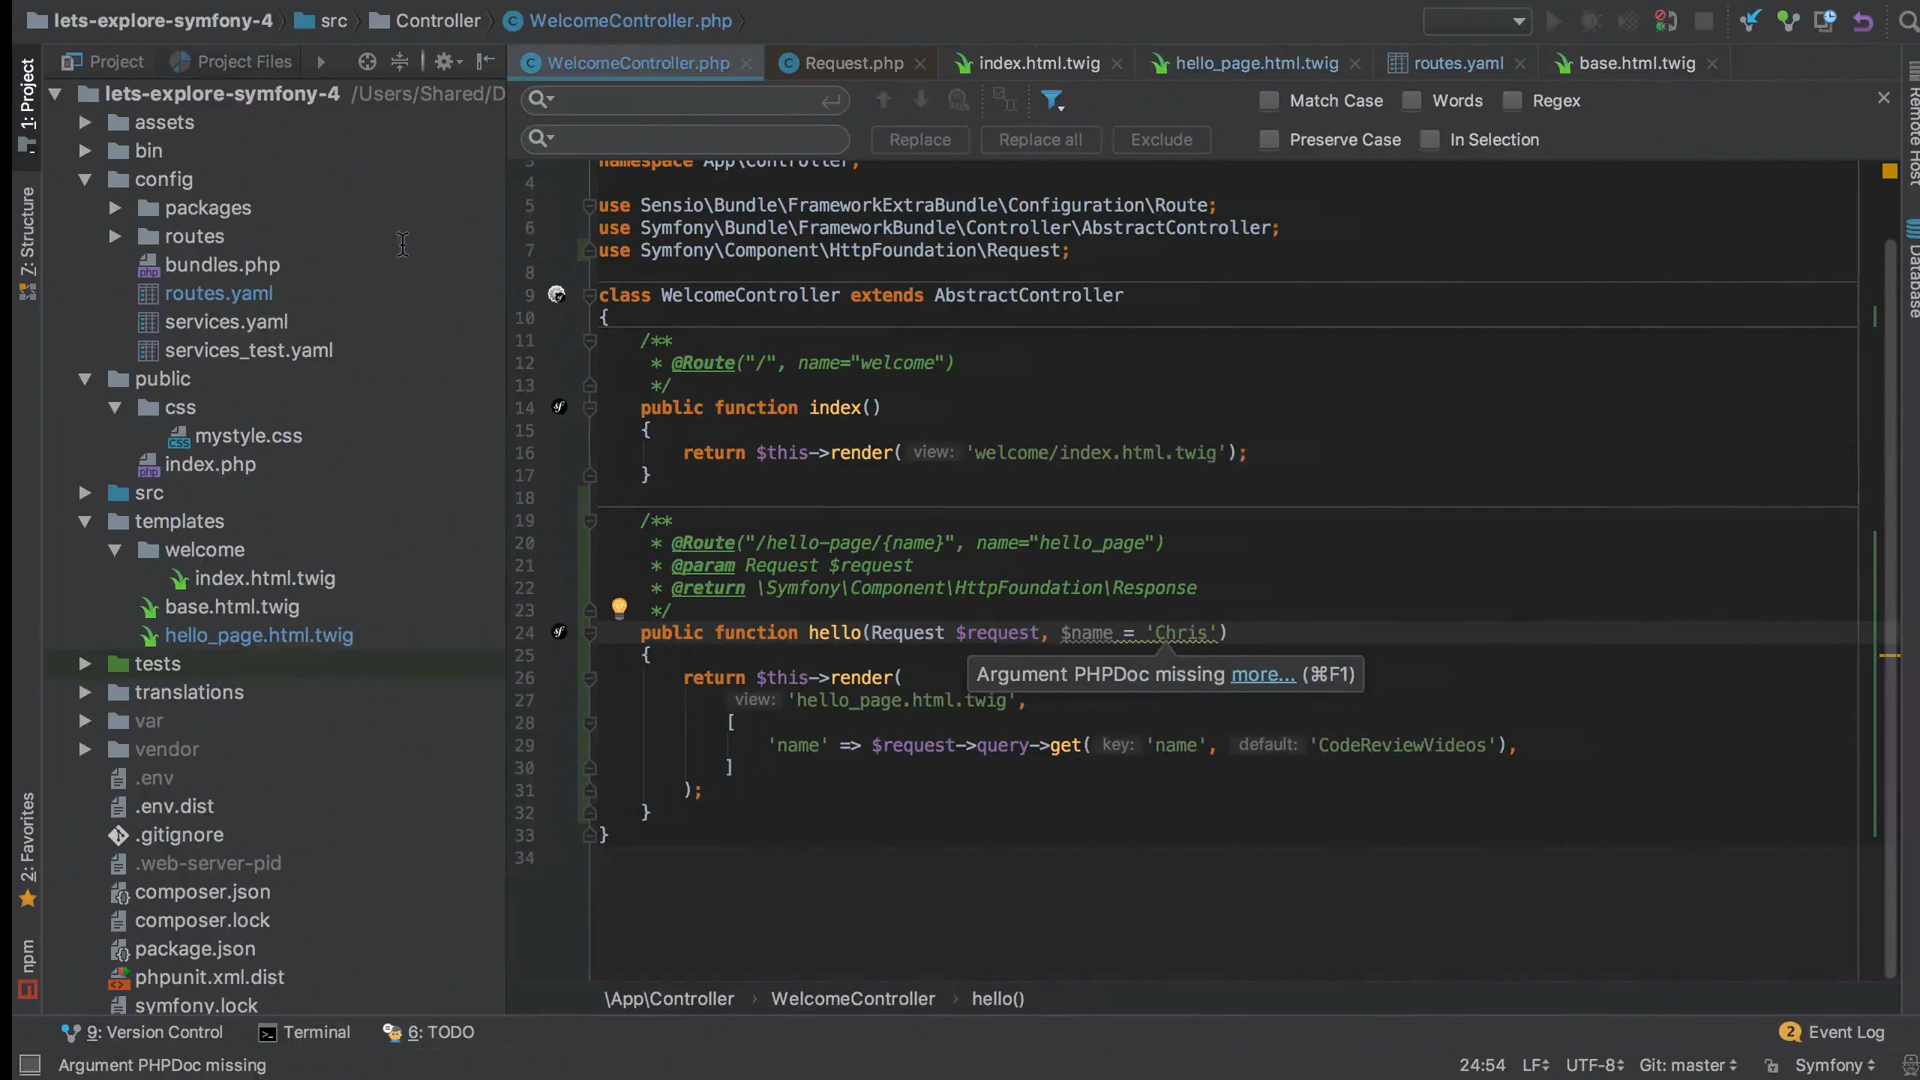 lets-explore-symfony-4 src Controller WelcomeController.php
1: Project
7: Structure
2: Favorites
npm
Project Project Files
lets-explore-symfony-4 /Users/Shared/D
assets
bin
config
packages
routes
bundles.php
routes.yaml
services.yaml
services_test.yaml
public
css
mystyle.css
index.php
src
templates
welcome
index.html.twig
base.html.twig
hello_page.html.twig
tests
translations
var
vendor
.env
.env.dist
.gitignore
.web-server-pid
composer.json
composer.lock
package.json
phpunit.xml.dist
symfony.lock
WelcomeController.php Request.php index.html.twig hello_page.html.twig routes.yaml base.html.twig
Match Case Words Regex
Replace Replace all Exclude Preserve Case In Selection
3 namespace App\Controller;
4
5 use Sensio\Bundle\FrameworkExtraBundle\Configuration\Route;
6 use Symfony\Bundle\FrameworkBundle\Controller\AbstractController;
7 use Symfony\Component\HttpFoundation\Request;
8
9 class WelcomeController extends AbstractController
10 {
11 /**
12 * @Route("/", name="welcome")
13 */
14 public function index()
15 {
16 return $this->render( view: 'welcome/index.html.twig');
17 }
18
19 /**
20 * @Route("/hello-page/{name}", name="hello_page")
21 * @param Request $request
22 * @return \Symfony\Component\HttpFoundation\Response
23 */
24 public function hello(Request $request, $name = 'Chris')
25 {
Argument PHPDoc missing more... (⌘F1)
26 return $this->render(
27 view: 'hello_page.html.twig',
28 [
29 'name' => $request->query->get( key: 'name', default: 'CodeReviewVideos'),
30 ]
31 );
32 }
33 }
34
\App\Controller › WelcomeController › hello()
Remote Host
Database
9: Version Control Terminal 6: TODO 2 Event Log
Argument PHPDoc missing 24:54 LF UTF-8 Git: master Symfony